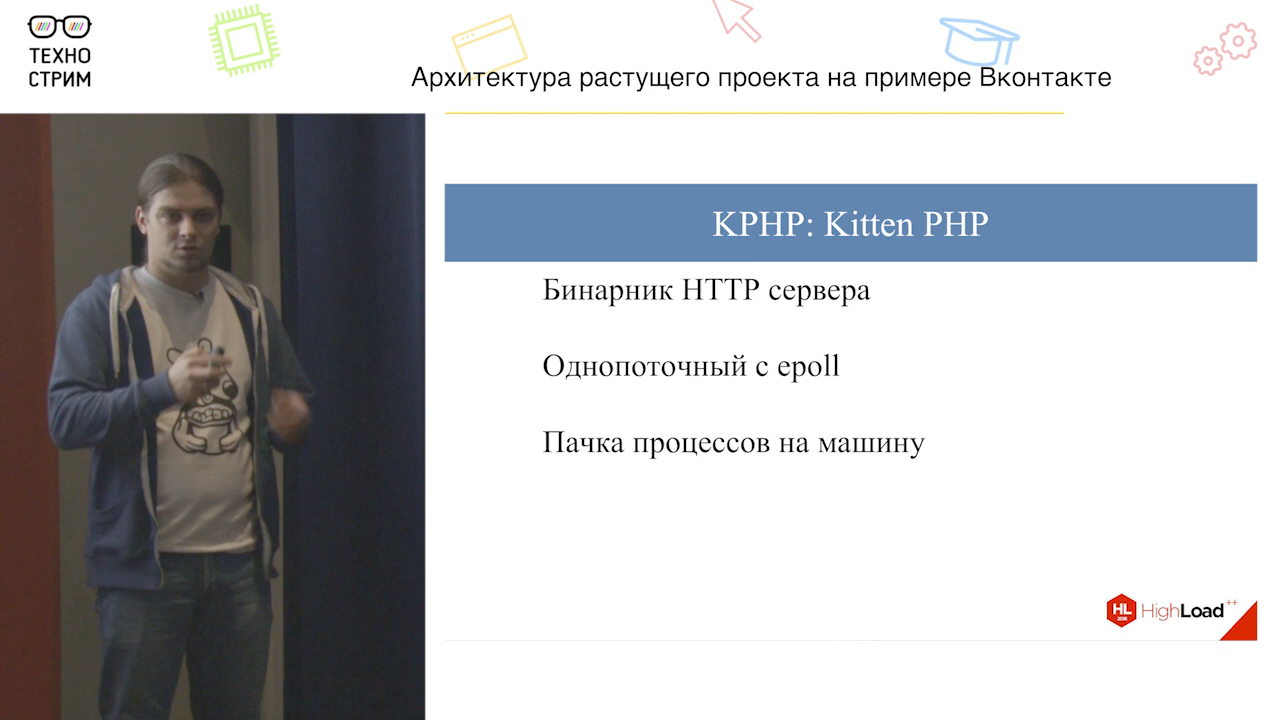 ТЕХНО
СТРИМ
Архитектура растущего проекта на примере Вконтакте
KPHP: Kitten PHP
Бинарник HTTP сервера
Однопоточный с epoll
Пачка процессов на машину
HL
2016
HighLoad++